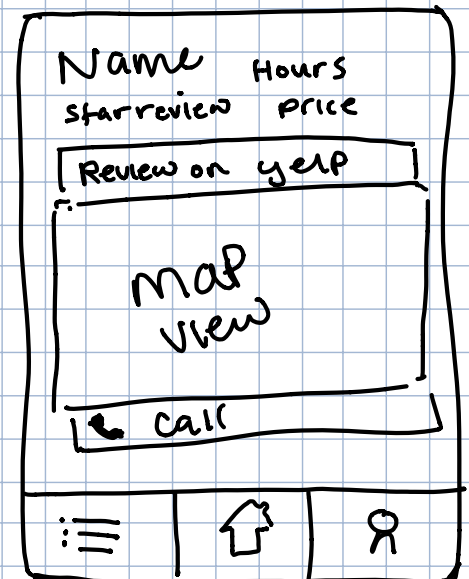 Name Hours
starreview price
Review on yelp
map
view
call